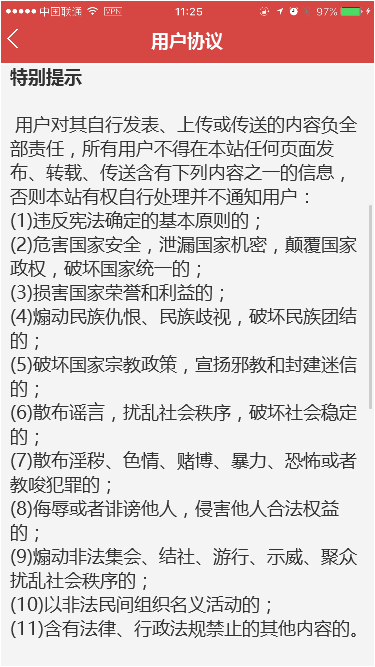 中国联通 VPN 11:25 97%
用户协议
特别提示
用户对其自行发表、上传或传送的内容负全
部责任，所有用户不得在本站任何页面发
布、转载、传送含有下列内容之一的信息，
否则本站有权自行处理并不通知用户：
(1)违反宪法确定的基本原则的；
(2)危害国家安全，泄漏国家机密，颠覆国家
政权，破坏国家统一的；
(3)损害国家荣誉和利益的；
(4)煽动民族仇恨、民族歧视，破坏民族团结
的；
(5)破坏国家宗教政策，宣扬邪教和封建迷信
的；
(6)散布谣言，扰乱社会秩序，破坏社会稳定
的；
(7)散布淫秽、色情、赌博、暴力、恐怖或者
教唆犯罪的；
(8)侮辱或者诽谤他人，侵害他人合法权益
的；
(9)煽动非法集会、结社、游行、示威、聚众
扰乱社会秩序的；
(10)以非法民间组织名义活动的；
(11)含有法律、行政法规禁止的其他内容的。